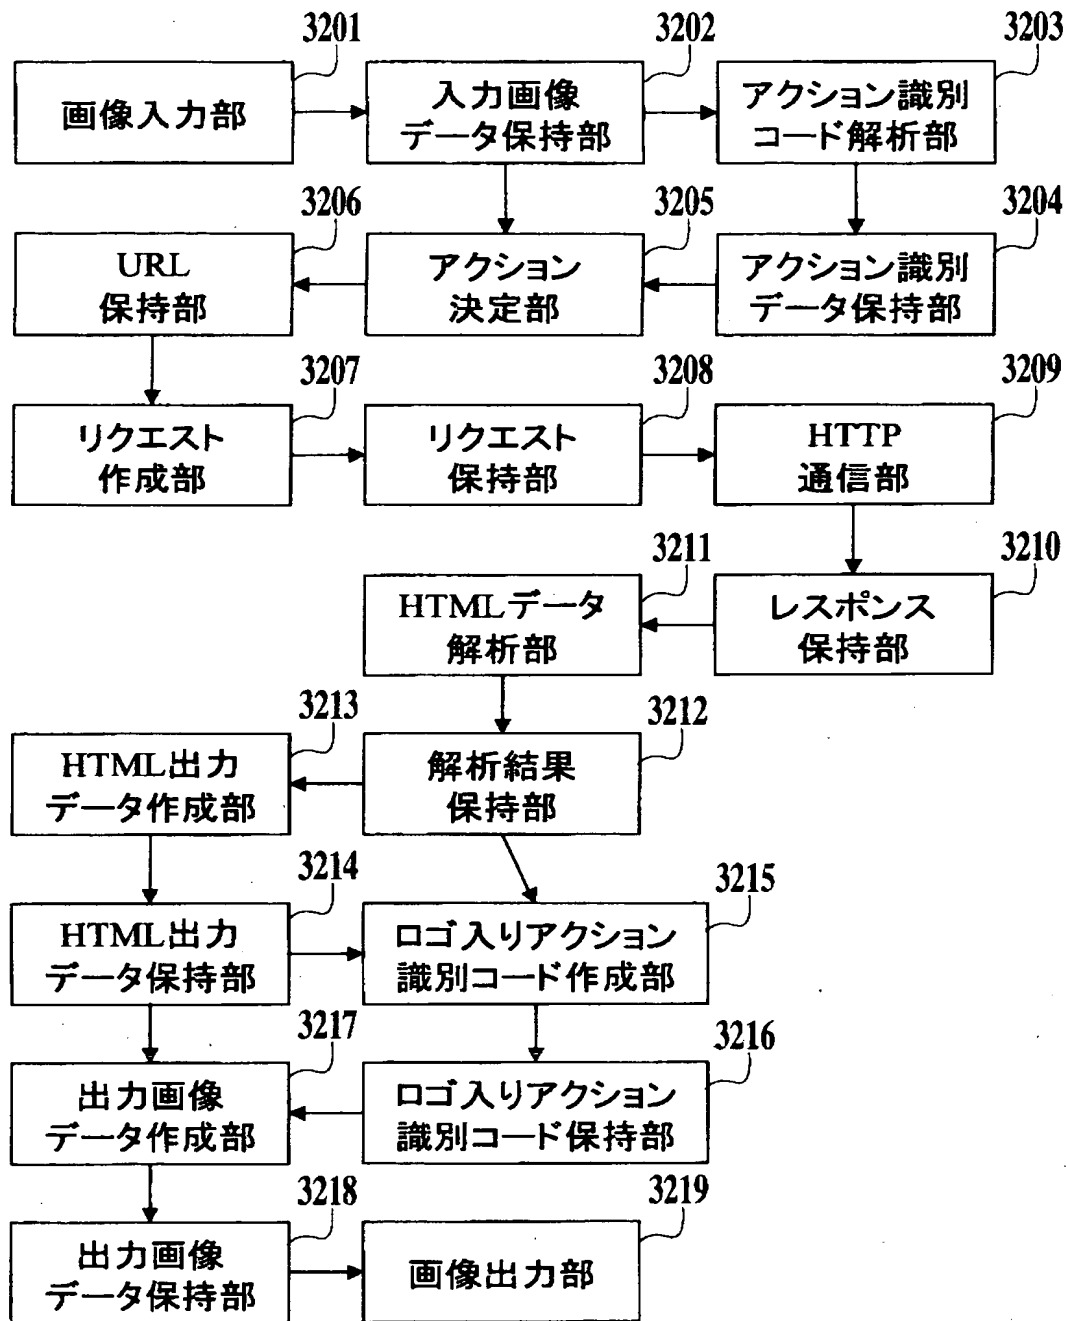 3201
画像入力部
3202
入力画像
データ保持部
3203
アクション識別
コード解析部
3206
URL
保持部
3205
アクション
決定部
3204
アクション識別
データ保持部
3207
リクエスト
作成部
3208
リクエスト
保持部
3209
HTTP
通信部
3211
HTMLデータ
解析部
3210
レスポンス
保持部
3213
HTML出力
データ作成部
3212
解析結果
保持部
3214
HTML出力
データ保持部
3215
ロゴ入りアクション
識別コード作成部
3217
出力画像
データ作成部
3216
ロゴ入りアクション
識別コード保持部
3218
出力画像
データ保持部
3219
画像出力部